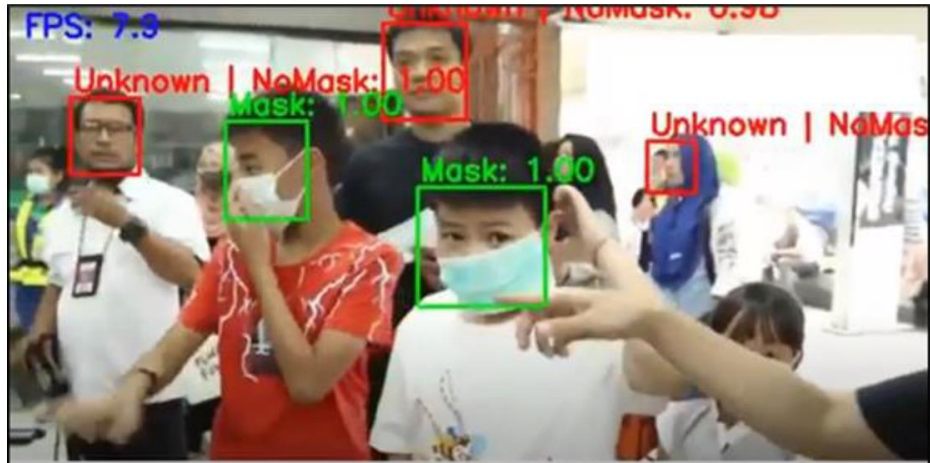 Unknown | NoMask: 0.98
FPS: 7.9
Unknown | NoMask: 1.00
Mask: 1.00
Unknown | NoMas
Mask: 1.00